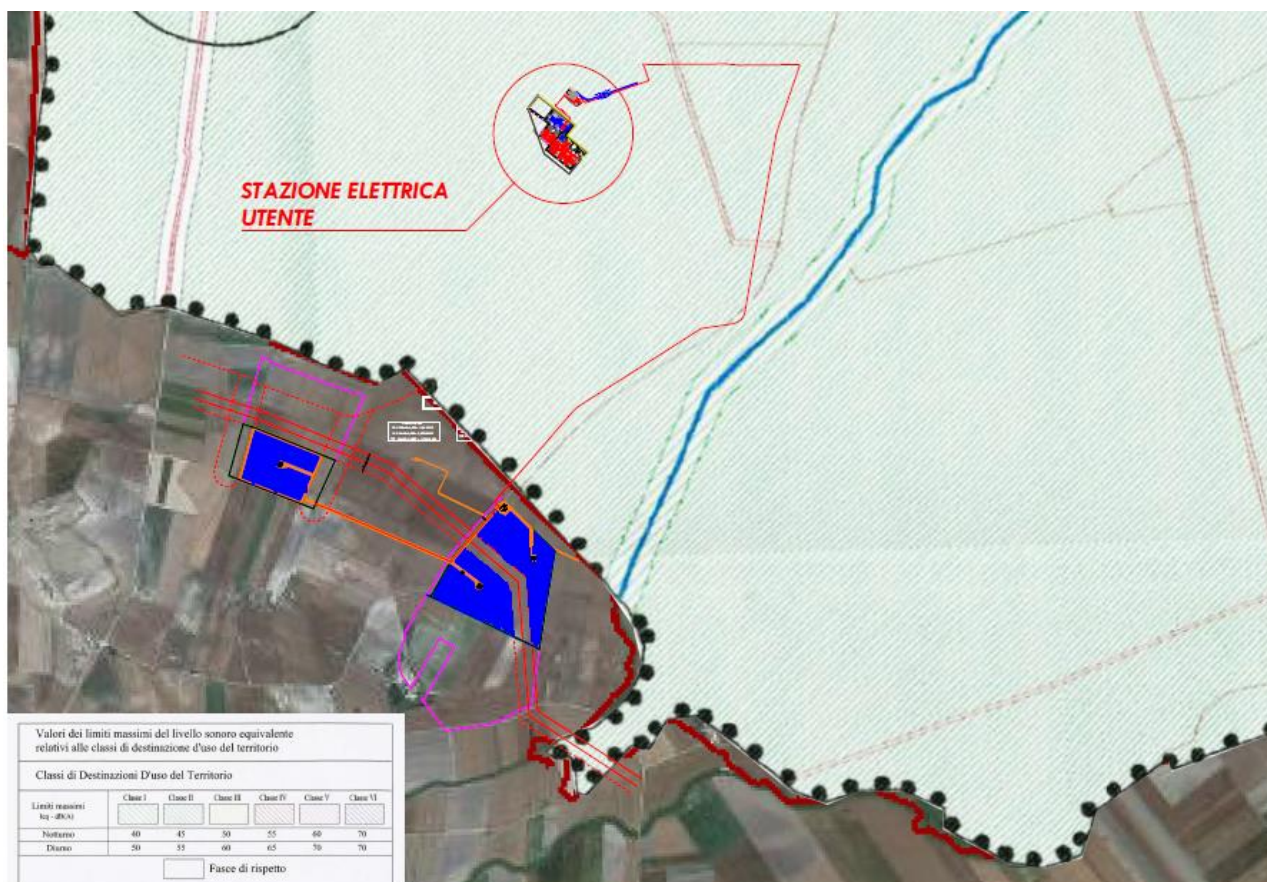 STAZIONE ELETTRICA
UTENTE
Valori dei limiti massimi del livello sonoro equivalente
relativi alle classi di destinazione d'uso del territorio
Classi di Destinazioni D'uso del Territorio
Limiti massimi Classe I Classe II Classe III Classe IV Classe V Classe VI
leq - dB(A)
Notturno 40 45 50 55 60 70
Diurno 50 55 60 65 70 70
Fasce di rispetto